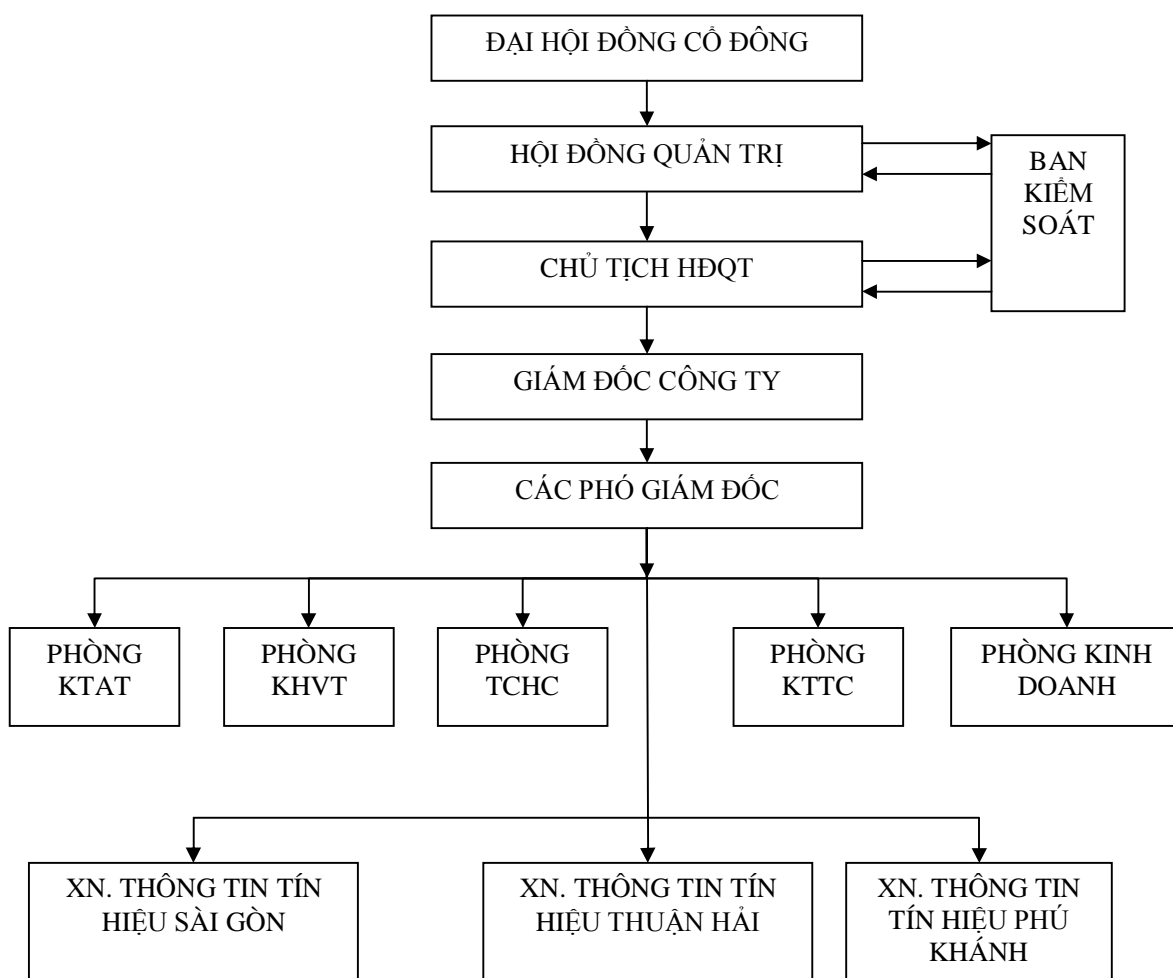 ĐẠI HỘI ĐỒNG CỔ ĐÔNG
HỘI ĐỒNG QUẢN TRỊ
BAN
KIỂM
SOÁT
CHỦ TỊCH HĐQT
GIÁM ĐỐC CÔNG TY
CÁC PHÓ GIÁM ĐỐC
PHÒNG
KTAT
PHÒNG
KHVT
PHÒNG
TCHC
PHÒNG
KTTC
PHÒNG KINH
DOANH
XN. THÔNG TIN TÍN
HIỆU SÀI GÒN
XN. THÔNG TIN TÍN
HIỆU THUẬN HẢI
XN. THÔNG TIN
TÍN HIỆU PHÚ
KHÁNH